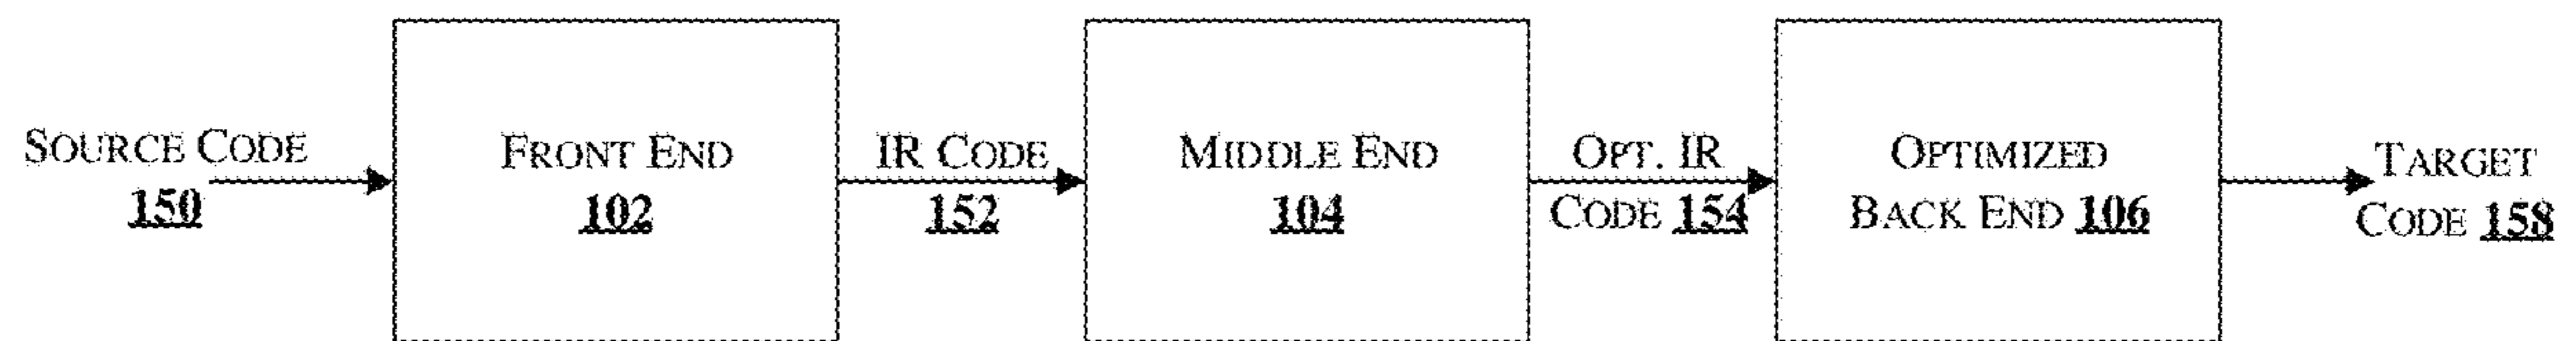 SOURCE CODE
150
FRONT END
102
IR CODE
152
MIDDLE END
104
OPT. IR
CODE 154
OPTIMIZED
BACK END 106
TARGET
CODE 158